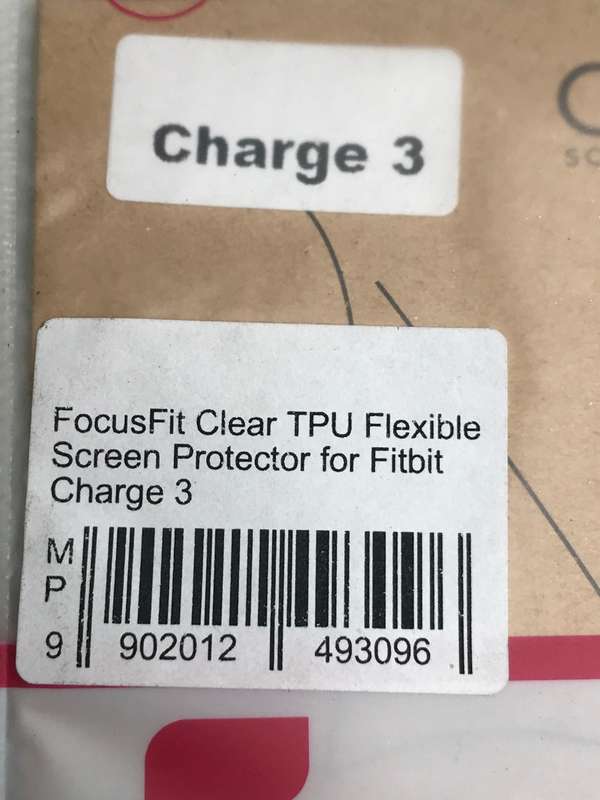 Charge 3
FocusFit Clear TPU Flexible
Screen Protector for Fitbit
Charge 3
M
P
9 902012 493096